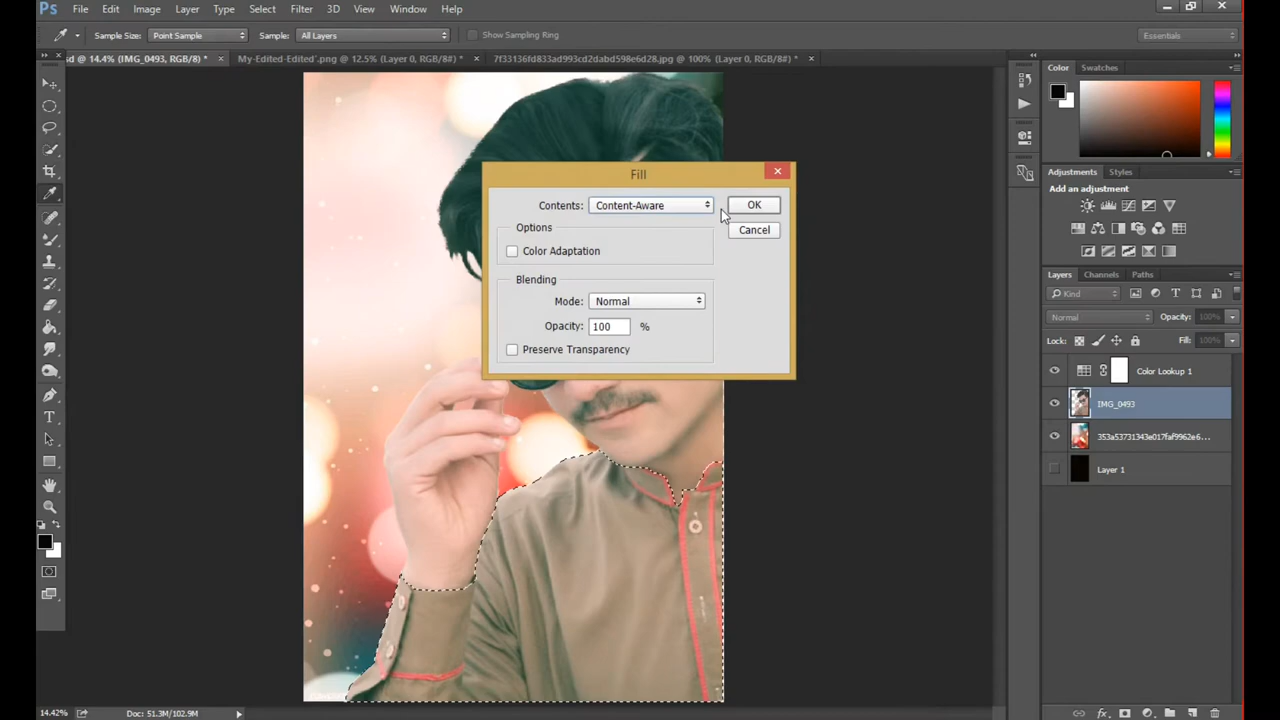 Ps File Edit Image Layer Type Select Filter 3D View Window Help
Sample Size: Point Sample Sample: All Layers Show Sampling Ring Essentials
sd @ 14.4% (IMG_0493, RGB/8) * × My-Edited-Edited'.png @ 12.5% (Layer 0, RGB/8#) * × 7f33136fd833ad993cd2dabd598e6d28.jpg @ 100% (Layer 0, RGB/8#) * ×
Color Swatches
Fill
Contents: Content-Aware OK
Options Cancel
Color Adaptation
Blending
Mode: Normal
Opacity: 100 %
Preserve Transparency
Adjustments Styles
Add an adjustment
Layers Channels Paths
Kind
Normal Opacity: 100%
Lock: Fill: 100%
Color Lookup 1
IMG_0493
353a53731343e017faf9962e6...
Layer 1
14.42% Doc: 51.3M/102.9M